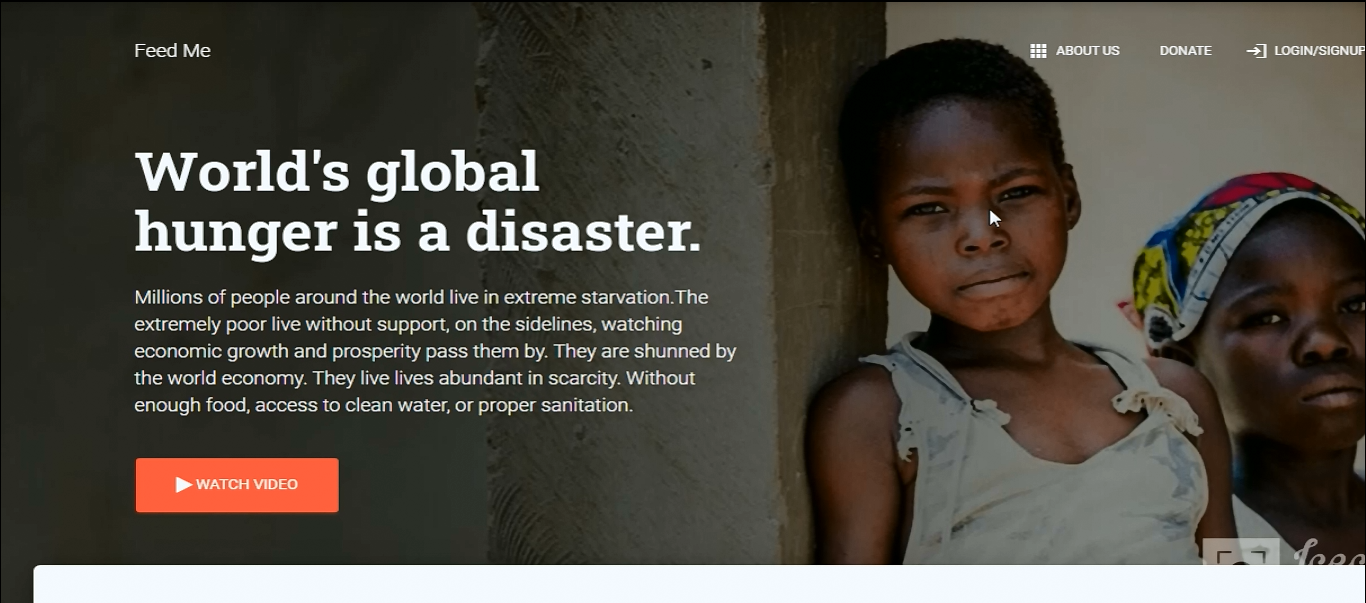 Feed Me
ABOUT US
DONATE
LOGIN/SIGNUP
World's global
hunger is a disaster.
Millions of people around the world live in extreme starvation.The
extremely poor live without support, on the sidelines, watching
economic growth and prosperity pass them by. They are shunned by
the world economy. They live lives abundant in scarcity. Without
enough food, access to clean water, or proper sanitation.
WATCH VIDEO